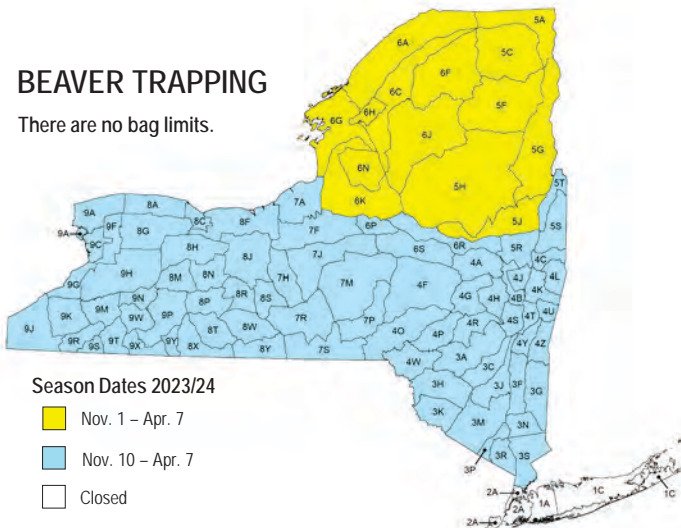 BEAVER TRAPPING
There are no bag limits.
5A
6A
5C
6F
6C
5F
6H
6G
6J
5G
6N
5H
5T
6K
7A
5J
9A
8A
8C
8F
5S
9F
6P
7F
9A
8G
9C
6R
5R
8H
6S
7J
4C
8J
4A
4L
9H
8M
8N
7H
7M
4F
4J
9G
4K
8R
8S
4G
4H
4B
9N
8P
9M
4U
9K
9W
9P
7R
7P
4R
4S
4T
9J
8T
8W
4O
4P
9R
9S
9T
9X
9Y
8X
8Y
7S
4Y
4Z
4W
3A
3C
Season Dates 2023/24
3H
3J
3F
3G
Nov. 1 – Apr. 7
3K
3M
3N
Nov. 10 – Apr. 7
3P
3R
3S
Closed
2A
1C
1C
1A
2A
2A